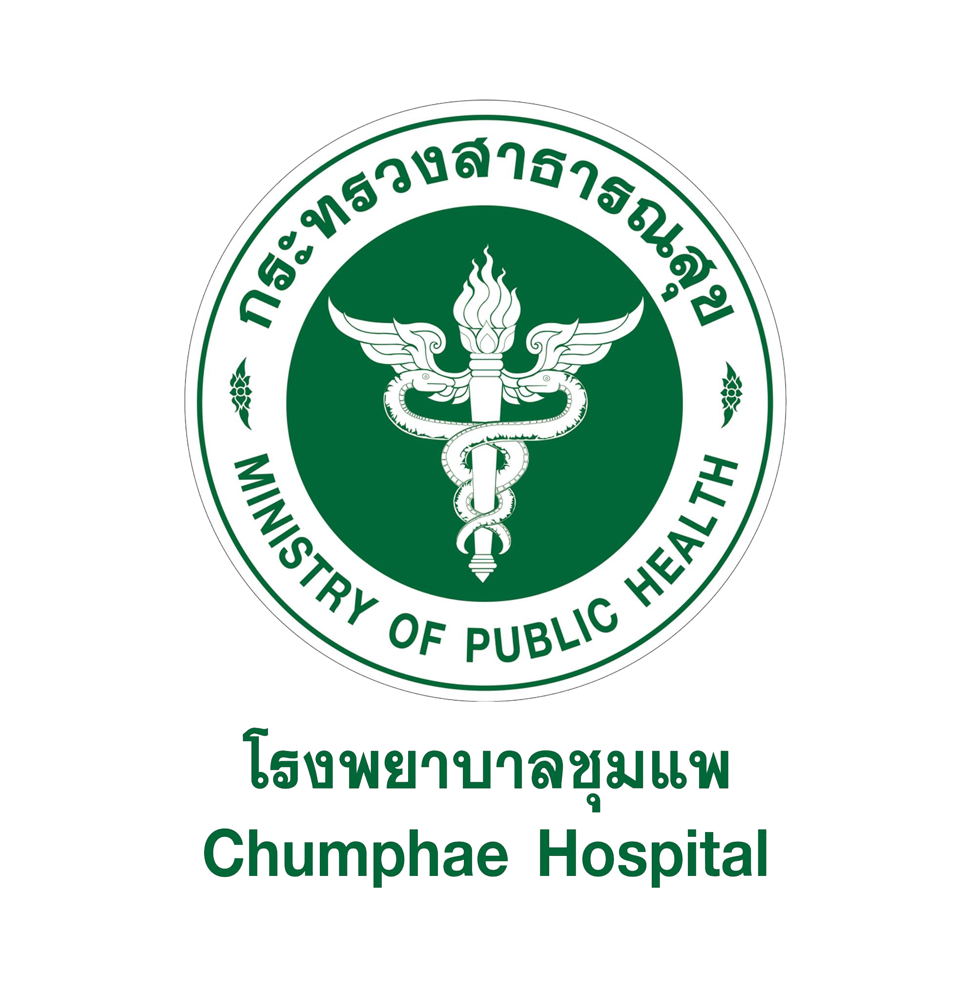 กระทรวงสาธารณสุข
MINISTRY OF PUBLIC HEALTH
โรงพยาบาลชุมแพ
Chumphae Hospital